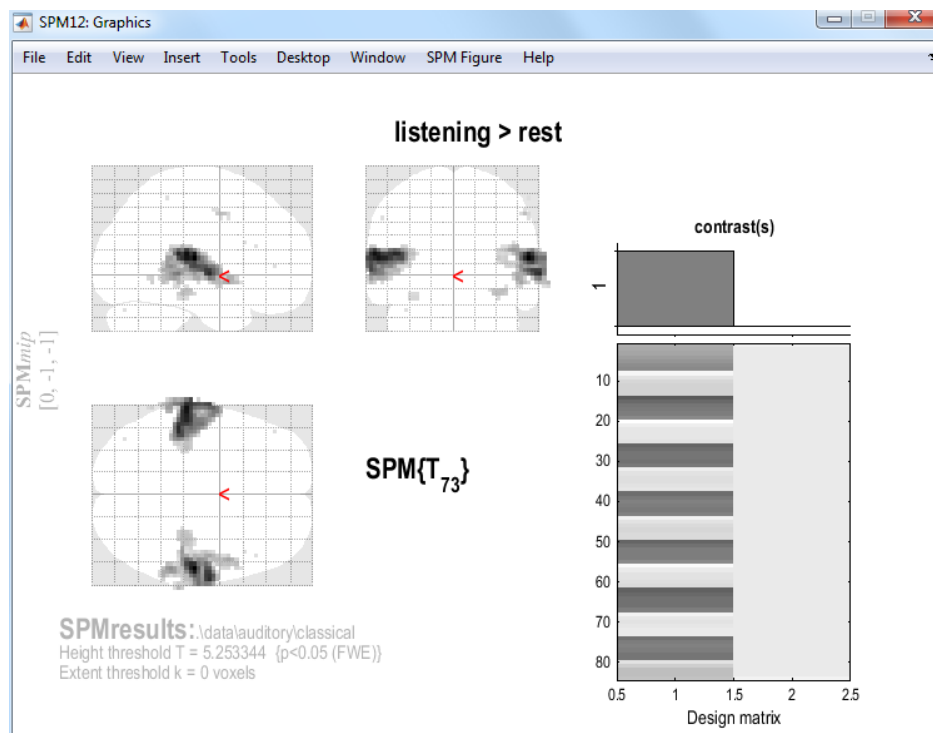 SPM12: Graphics
File Edit View Insert Tools Desktop Window SPM Figure Help
listening > rest
SPMmip
[0, -1, -1]
<
<
<
SPM{T73}
contrast(s)
1
10
20
30
40
50
60
70
80
0.5 1 1.5 2 2.5
Design matrix
SPMresults: .\data\auditory\classical
Height threshold T = 5.253344 {p<0.05 (FWE)}
Extent threshold k = 0 voxels